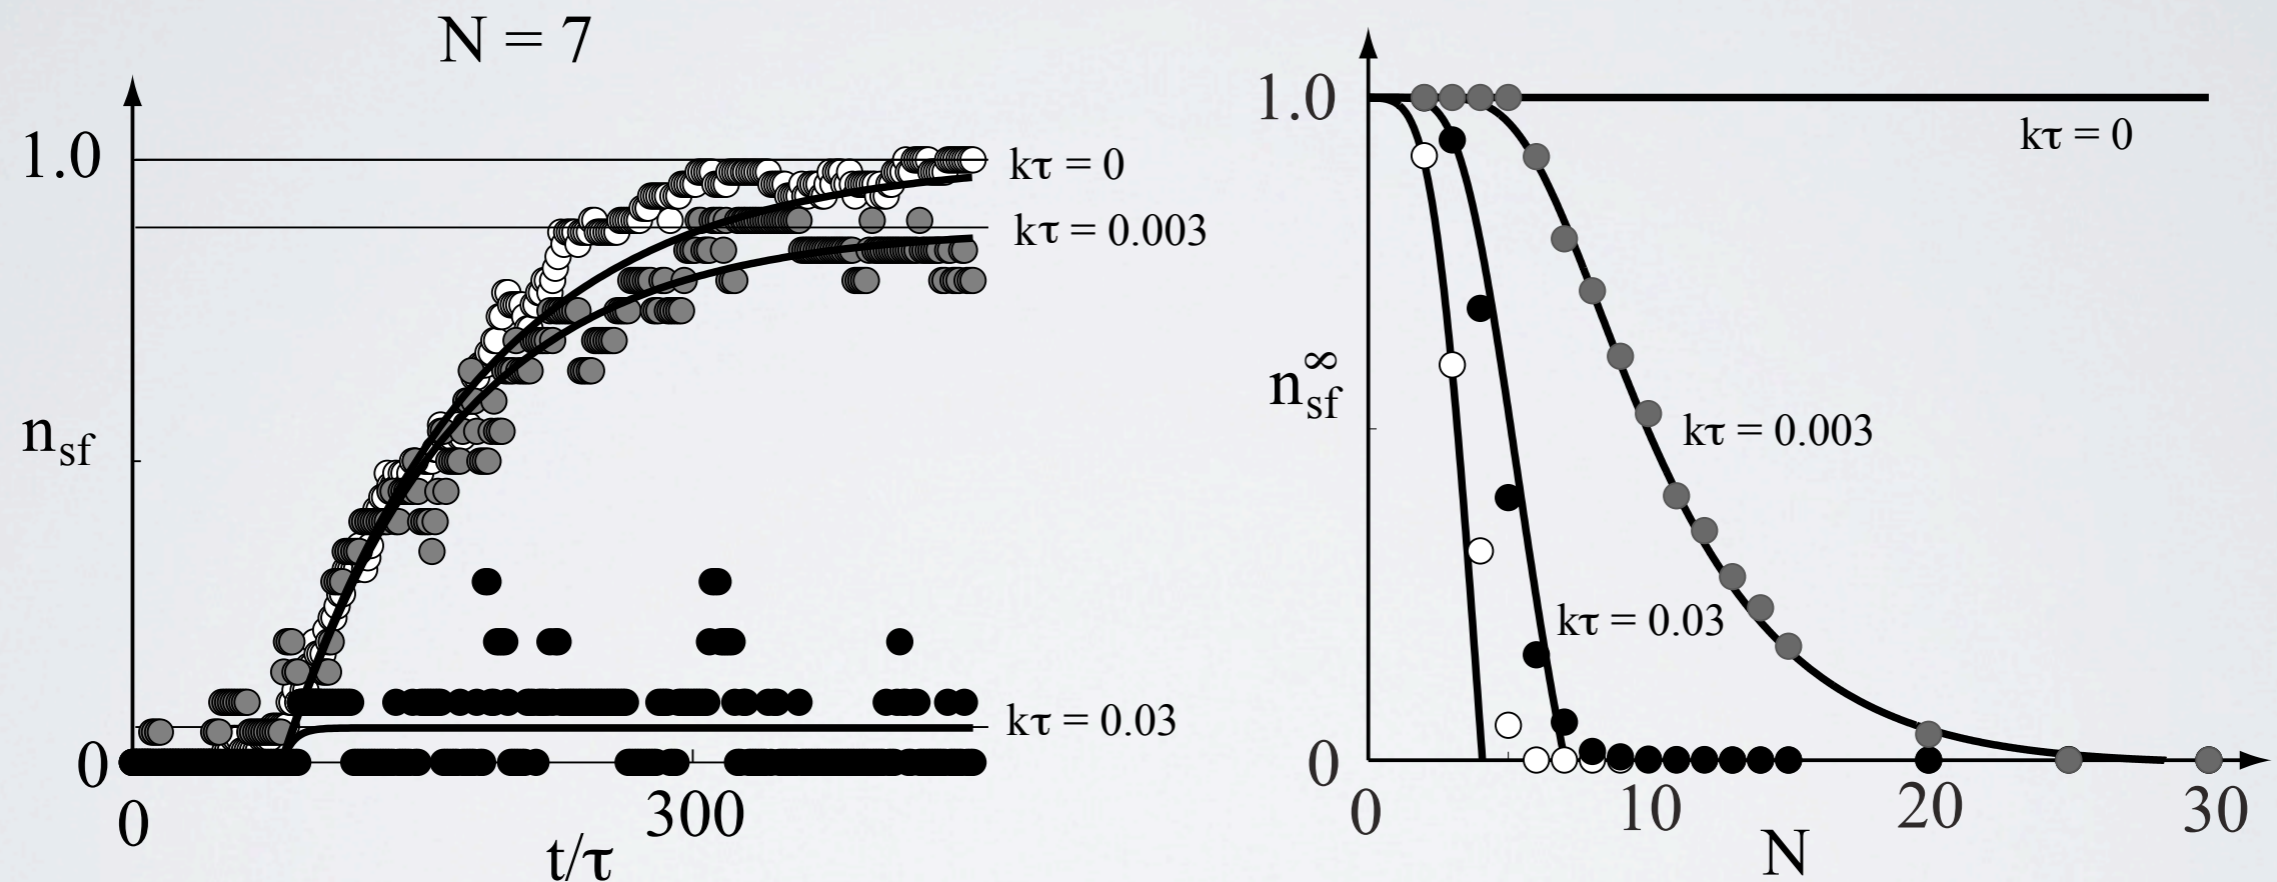 N = 7
1.0
kτ = 0
kτ = 0.003
n_sf
kτ = 0.03
0
0
300
t/τ
1.0
kτ = 0
n_sf^∞
kτ = 0.003
kτ = 0.03
0
0
10
20
30
N